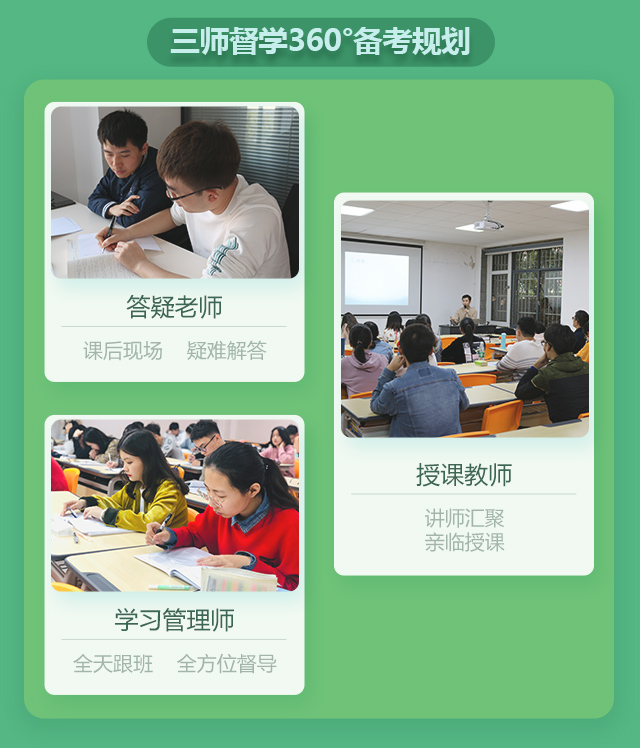 三师督学360°备考规划
答疑老师
课后现场 疑难解答
授课教师
讲师汇聚
亲临授课
学习管理师
全天跟班 全方位督导